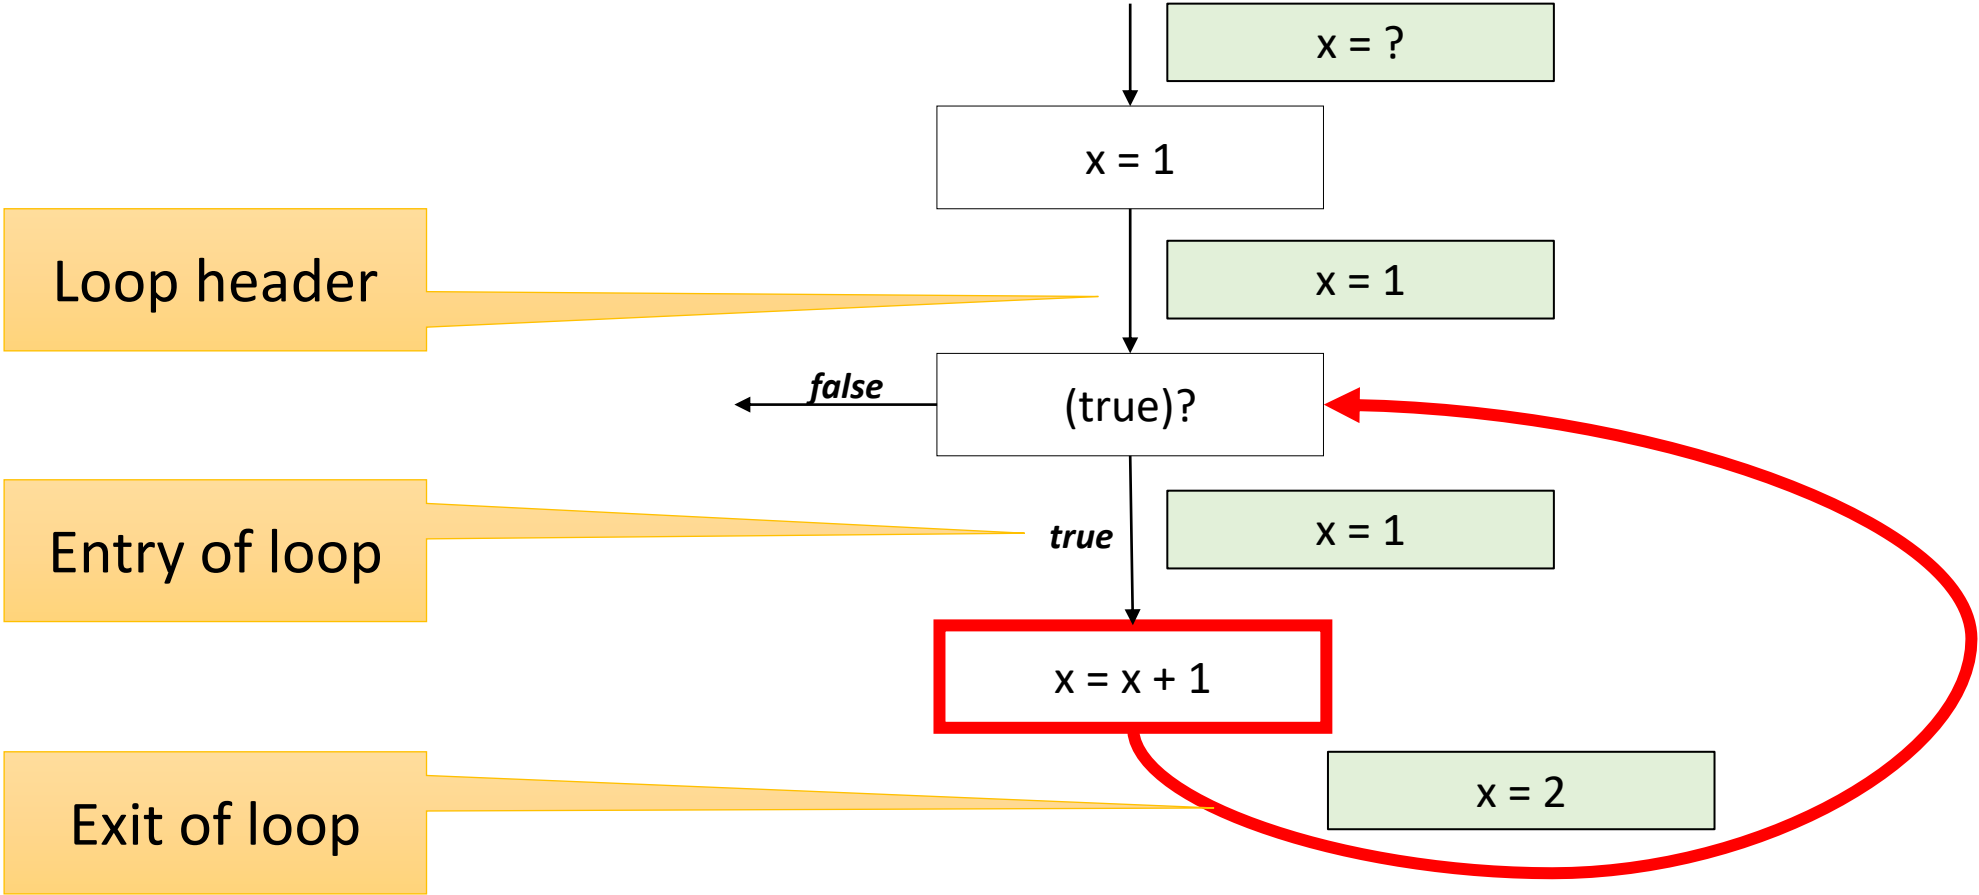 x = ?
x = 1
Loop header
x = 1
false
(true)?
Entry of loop
true
x = 1
x = x + 1
Exit of loop
x = 2